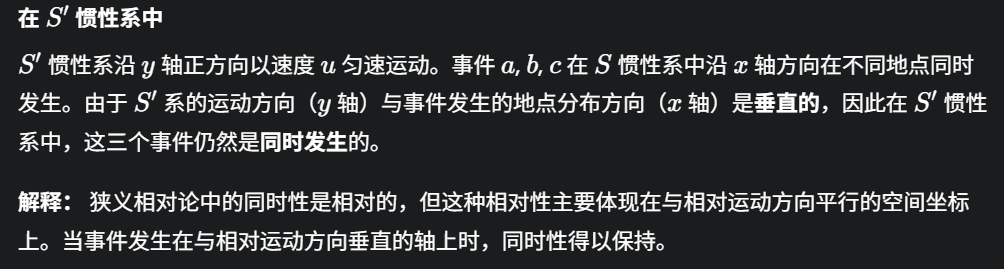 在 S′ 惯性系中
S′ 惯性系沿 y 轴正方向以速度 u 匀速运动。事件 a, b, c 在 S 惯性系中沿 x 轴方向在不同地点同时
发生。由于 S′ 系的运动方向（y 轴）与事件发生的地点分布方向（x 轴）是垂直的，因此在 S′ 惯性
系中，这三个事件仍然是同时发生的。
解释： 狭义相对论中的同时性是相对的，但这种相对性主要体现在与相对运动方向平行的空间坐标
上。当事件发生在与相对运动方向垂直的轴上时，同时性得以保持。